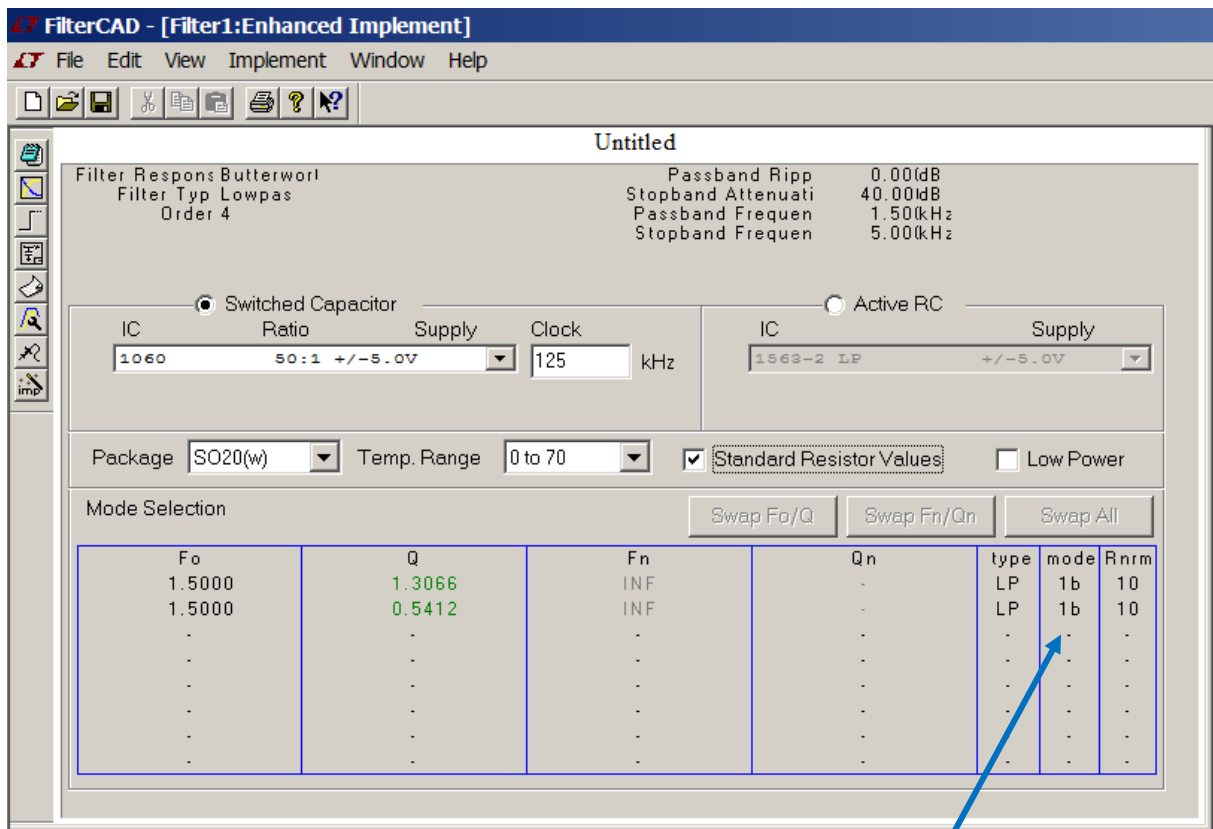 FilterCAD - [Filter1:Enhanced Implement]
File Edit View Implement Window Help
Untitled
Filter Respons Butterworl
Filter Typ Lowpas
Order 4
Passband Ripp 0.00(dB
Stopband Attenuati 40.00(dB
Passband Frequen 1.50(kHz
Stopband Frequen 5.00(kHz
Switched Capacitor
Active RC
IC Ratio Supply Clock
IC Supply
1060 50:1 +/-5.0V 125 kHz
1563-2 LP +/-5.0V
Package SO20(w) Temp. Range 0 to 70 Standard Resistor Values Low Power
Mode Selection Swap Fo/Q Swap Fn/Qn Swap All
Fo Q Fn Qn type mode Rnrm
1.5000 1.3066 INF - LP 1b 10
1.5000 0.5412 INF - LP 1b 10
- - - - - - -
- - - - - - -
- - - - - - -
- - - - - - -
- - - - - - -
- - - - - - -
imp